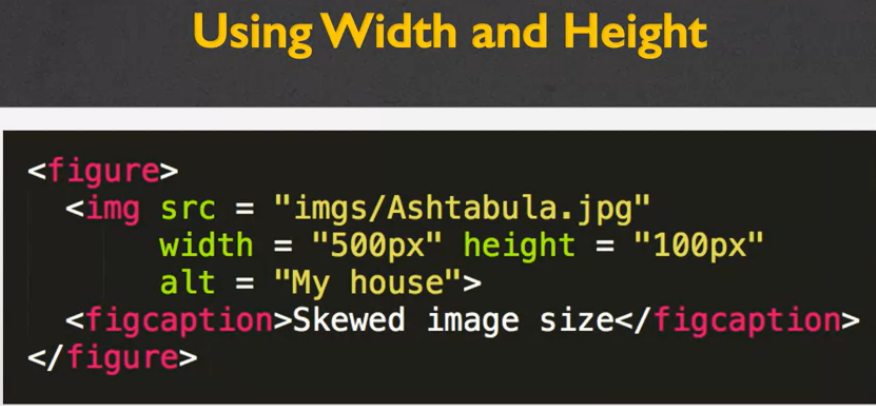 Using Width and Height
<figure>
<img src = "imgs/Ashtabula.jpg"
width = "500px" height = "100px"
alt = "My house">
<figcaption>Skewed image size</figcaption>
</figure>